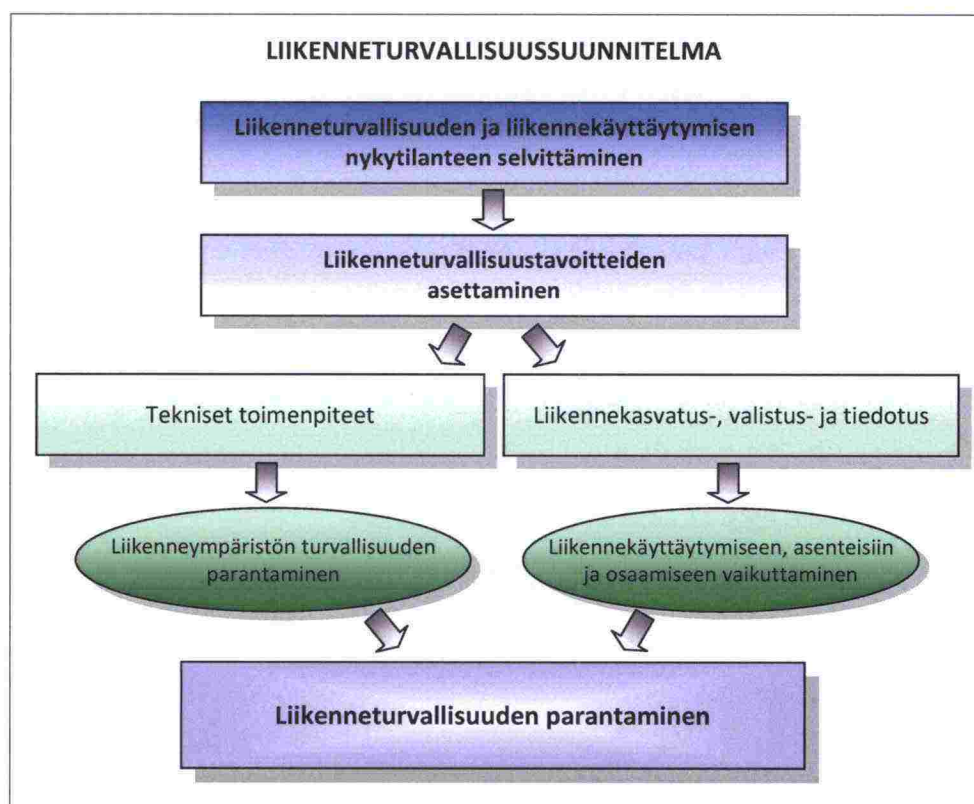 LIIKENNETURVALLISUUSSUUNNITELMA
Liikenneturvallisuuden ja liikennekäyttäytymisen
nykytilanteen selvittäminen
Liikenneturvallisuustavoitteiden
asettaminen
Tekniset toimenpiteet
Liikennekasvatus-, valistus- ja tiedotus
Liikenneympäristön turvallisuuden
parantaminen
Liikennekäyttäytymiseen, asenteisiin
ja osaamiseen vaikuttaminen
Liikenneturvallisuuden parantaminen